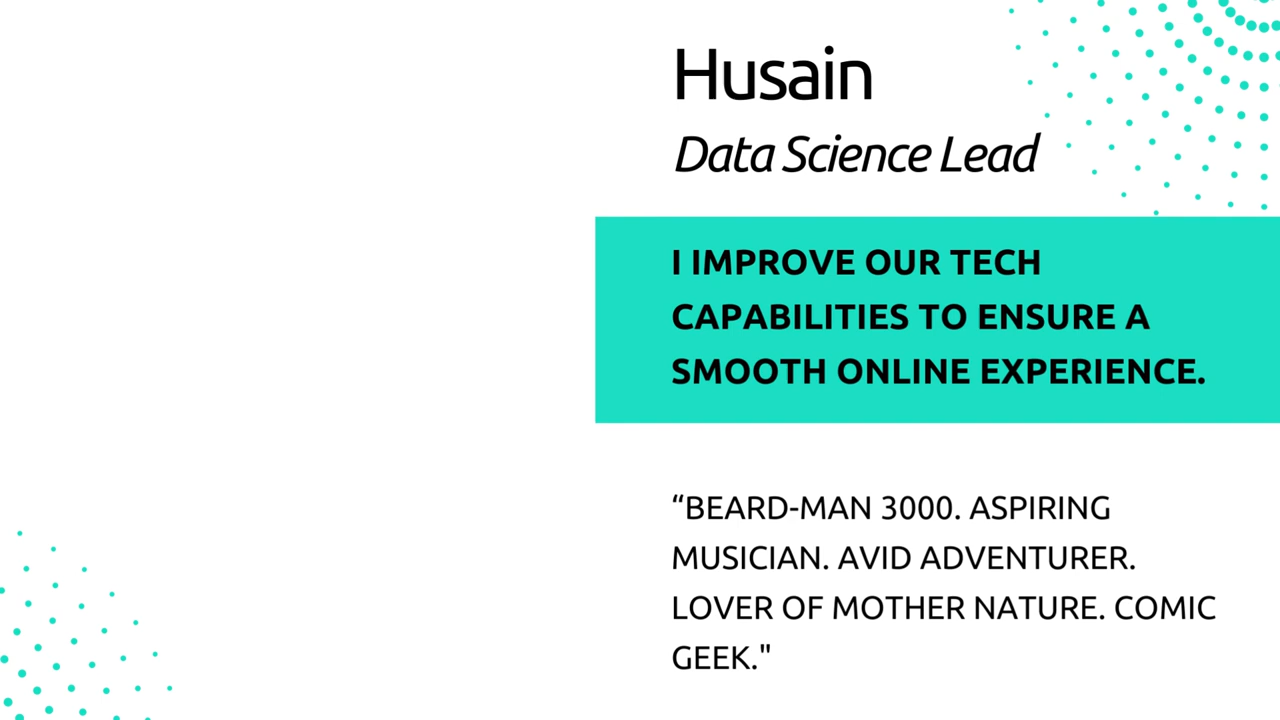 Husain
Data Science Lead
I IMPROVE OUR TECH
CAPABILITIES TO ENSURE A
SMOOTH ONLINE EXPERIENCE.
“BEARD-MAN 3000. ASPIRING
MUSICIAN. AVID ADVENTURER.
LOVER OF MOTHER NATURE. COMIC
GEEK."